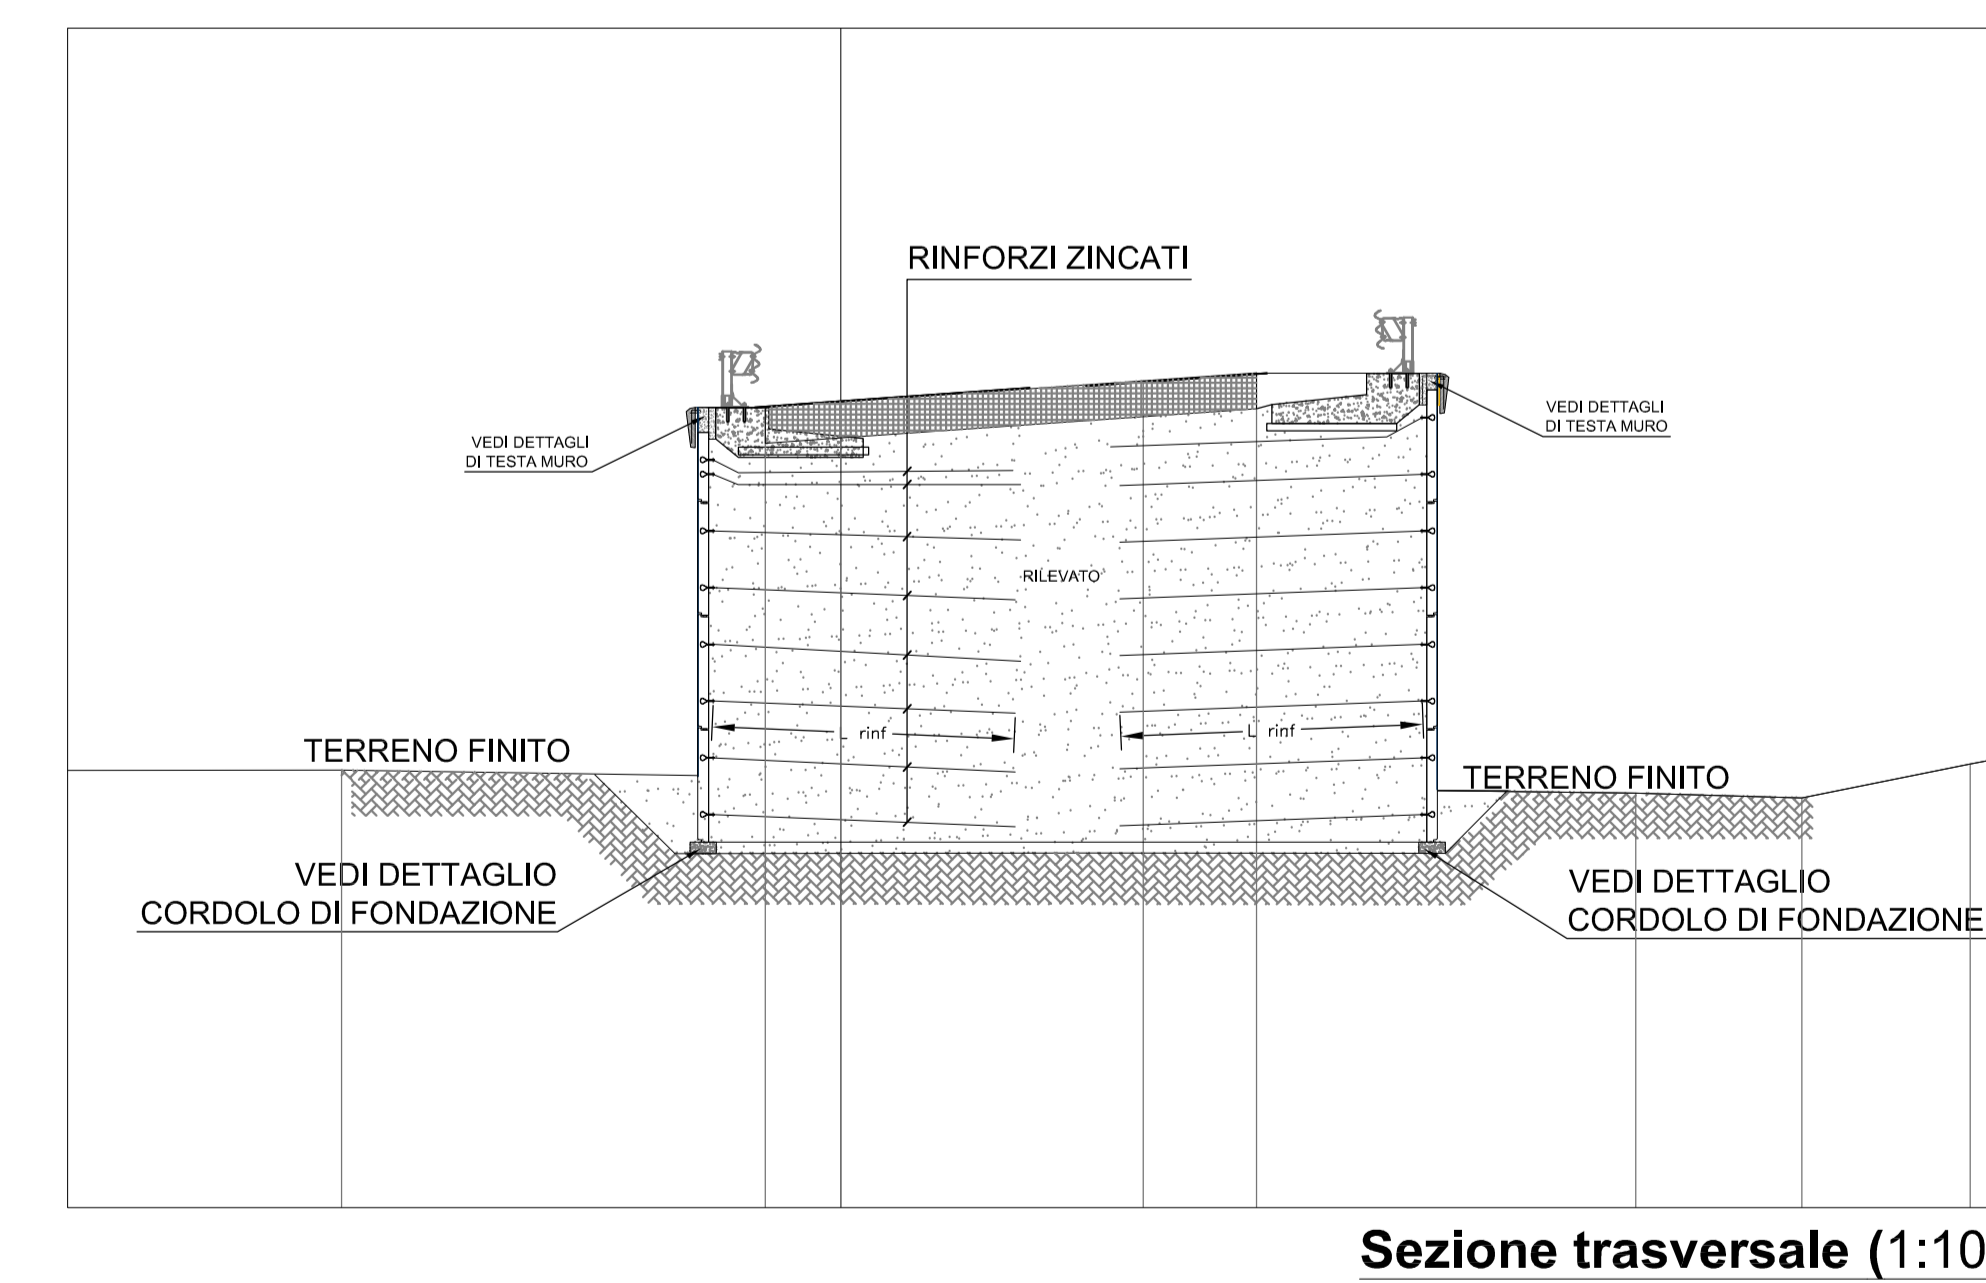 RINFORZI ZINCATI
VEDI DETTAGLI
DI TESTA MURO
VEDI DETTAGLI
DI TESTA MURO
RILEVATO
L rinf
L rinf
TERRENO FINITO
TERRENO FINITO
VEDI DETTAGLIO
CORDOLO DI FONDAZIONE
VEDI DETTAGLIO
CORDOLO DI FONDAZIONE
Sezione trasversale (1:10